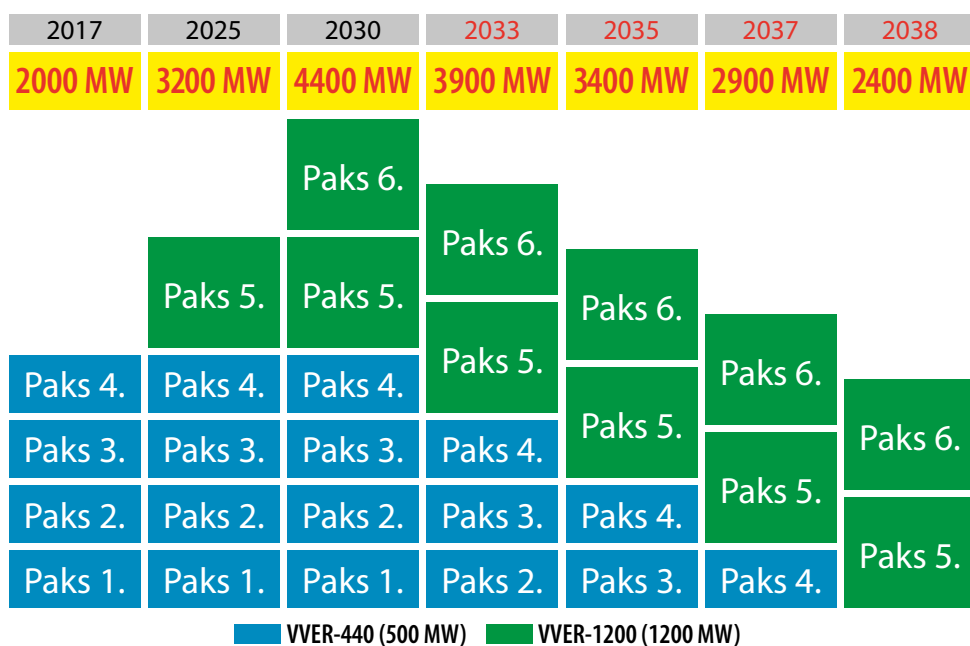 2017 2025 2030 2033 2035 2037 2038
2000 MW 3200 MW 4400 MW 3900 MW 3400 MW 2900 MW 2400 MW
Paks 6.
Paks 6.
Paks 5. Paks 5. Paks 6.
Paks 5. Paks 6.
Paks 4. Paks 4. Paks 4.
Paks 5. Paks 6.
Paks 3. Paks 3. Paks 3. Paks 4.
Paks 5.
Paks 2. Paks 2. Paks 2. Paks 3. Paks 4.
Paks 5.
Paks 1. Paks 1. Paks 1. Paks 2. Paks 3. Paks 4.
VVER-440 (500 MW) VVER-1200 (1200 MW)